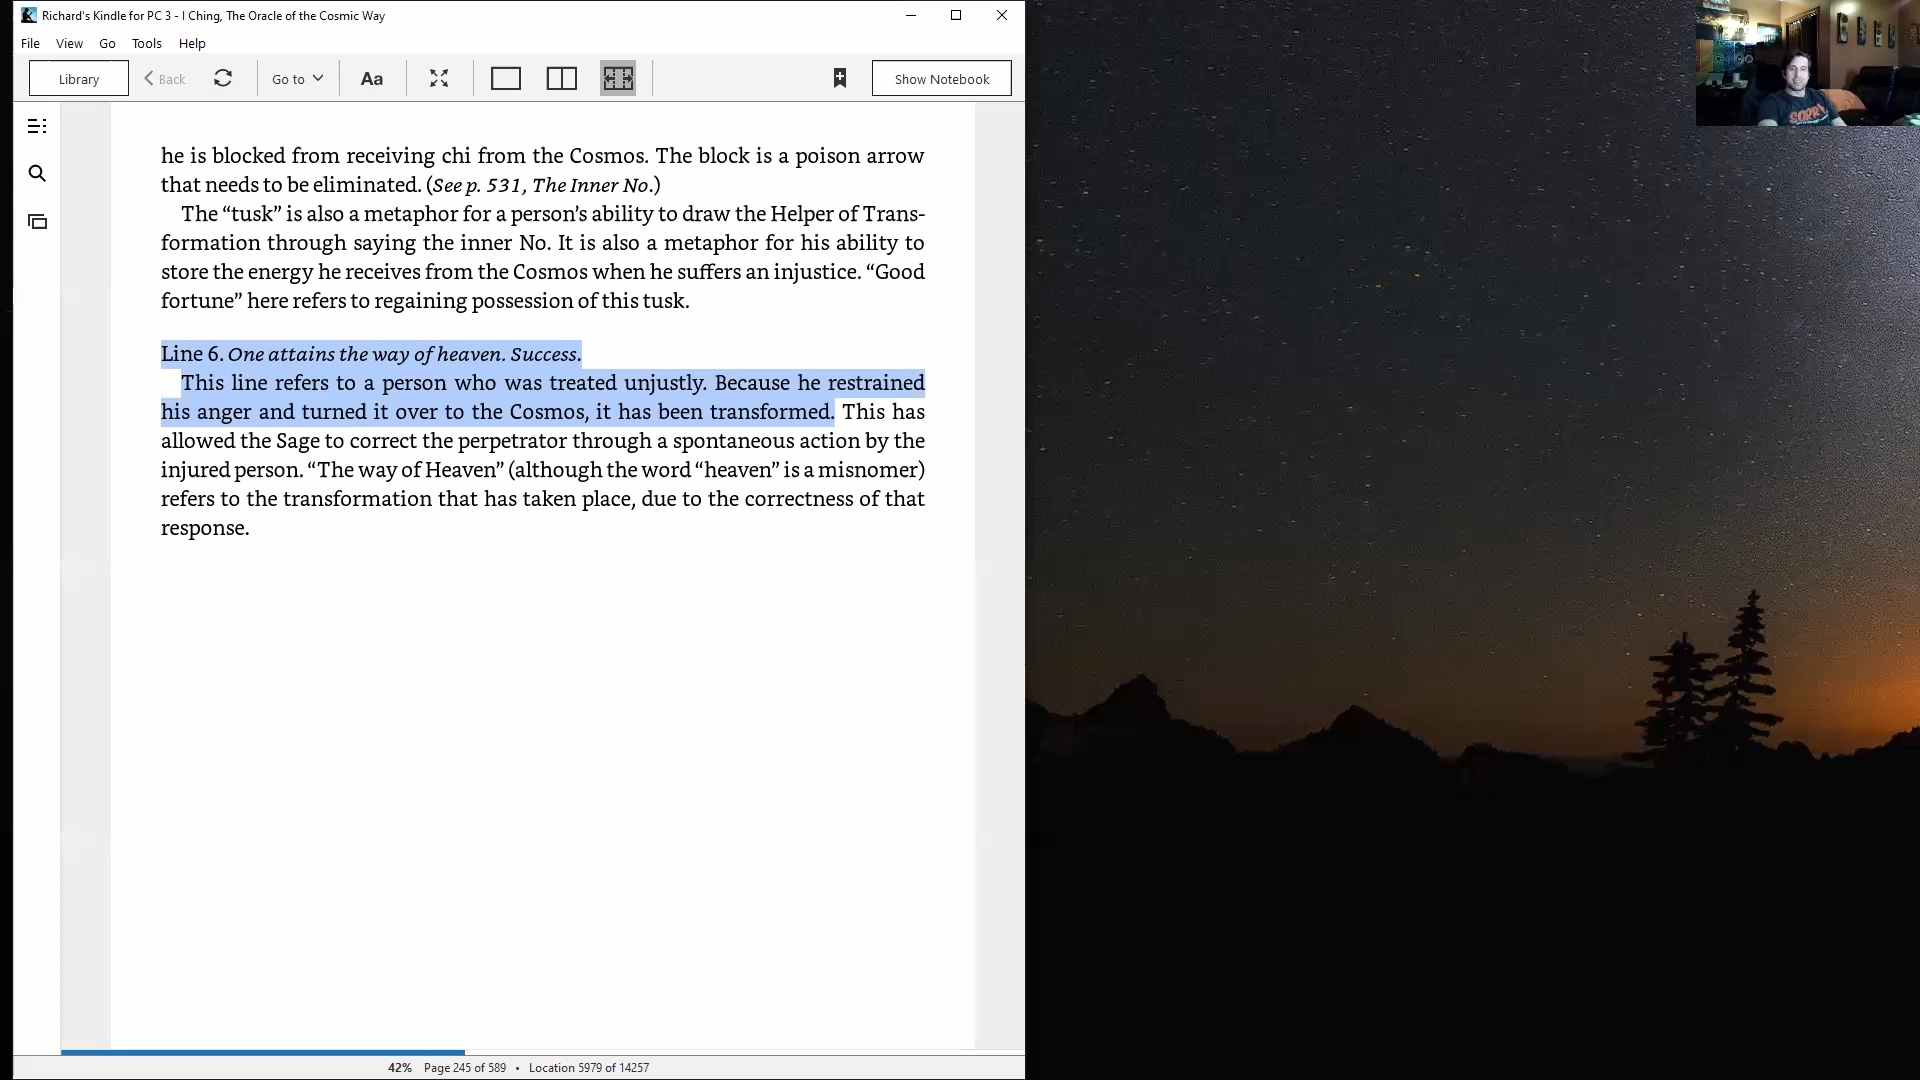 Richard's Kindle for PC 3 - I Ching, The Oracle of the Cosmic Way
File View Go Tools Help
Library Back Go to Aa Show Notebook
he is blocked from receiving chi from the Cosmos. The block is a poison arrow
that needs to be eliminated. (See p. 531, The Inner No.)
The “tusk” is also a metaphor for a person’s ability to draw the Helper of Trans-
formation through saying the inner No. It is also a metaphor for his ability to
store the energy he receives from the Cosmos when he suffers an injustice. “Good
fortune” here refers to regaining possession of this tusk.
Line 6. One attains the way of heaven. Success.
This line refers to a person who was treated unjustly. Because he restrained
his anger and turned it over to the Cosmos, it has been transformed. This has
allowed the Sage to correct the perpetrator through a spontaneous action by the
injured person. “The way of Heaven” (although the word “heaven” is a misnomer)
refers to the transformation that has taken place, due to the correctness of that
response.
42% Page 245 of 589 • Location 5979 of 14257
SORRY